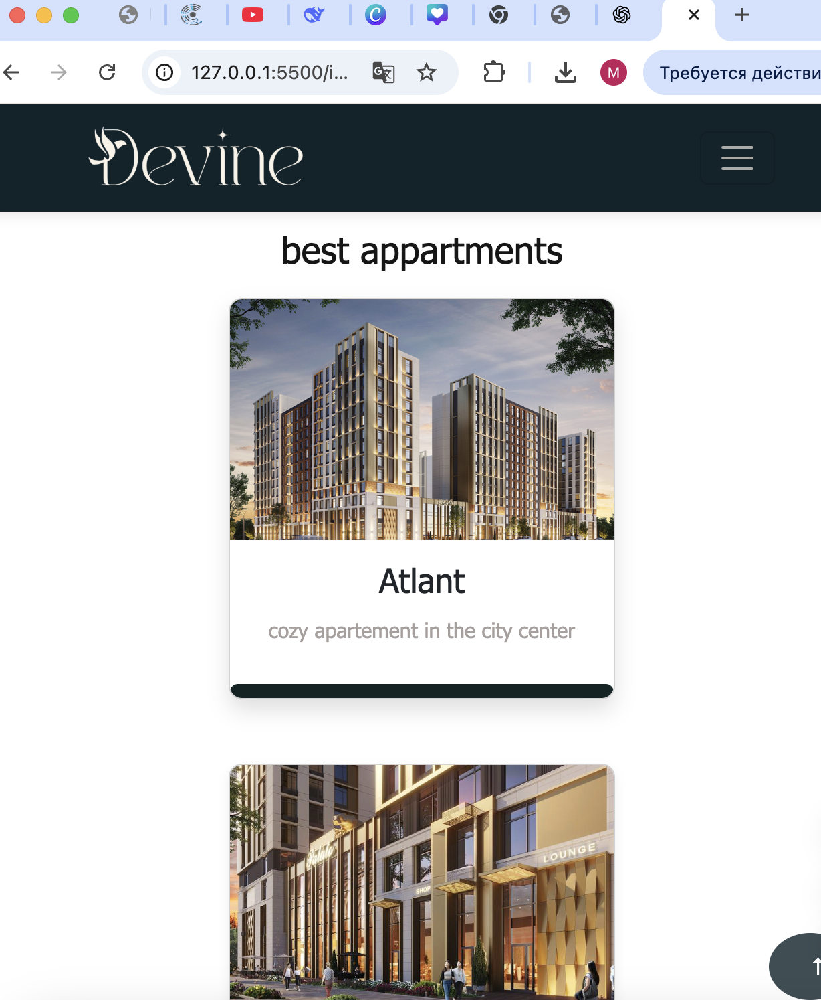 127.0.0.1:5500/i...
M
Требуется действи
Devine
best appartments
Atlant
cozy apartement in the city center
Palato
SHOP
LOUNGE